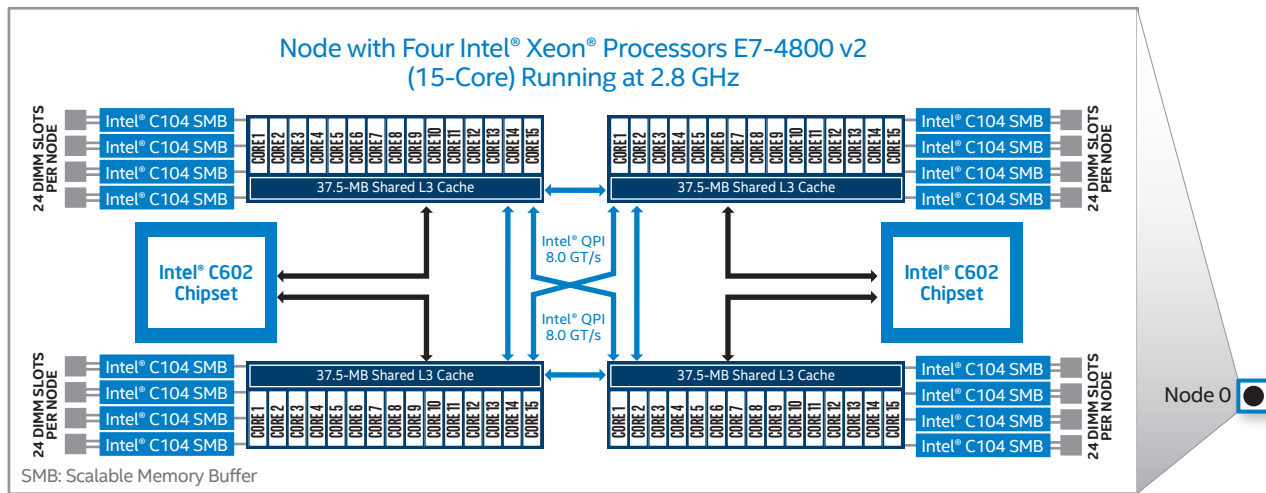 Node with Four Intel® Xeon® Processors E7-4800 v2
(15-Core) Running at 2.8 GHz
24 DIMM SLOTS
PER NODE
Intel® C104 SMB
Intel® C104 SMB
Intel® C104 SMB
Intel® C104 SMB
CORE 1
CORE 2
CORE 3
CORE 4
CORE 5
CORE 6
CORE 7
CORE 8
CORE 9
CORE 10
CORE 11
CORE 12
CORE 13
CORE 14
CORE 15
37.5-MB Shared L3 Cache
CORE 1
CORE 2
CORE 3
CORE 4
CORE 5
CORE 6
CORE 7
CORE 8
CORE 9
CORE 10
CORE 11
CORE 12
CORE 13
CORE 14
CORE 15
37.5-MB Shared L3 Cache
Intel® C104 SMB
Intel® C104 SMB
Intel® C104 SMB
Intel® C104 SMB
24 DIMM SLOTS
PER NODE
Intel® C602
Chipset
Intel® QPI
8.0 GT/s
Intel® QPI
8.0 GT/s
Intel® C602
Chipset
24 DIMM SLOTS
PER NODE
Intel® C104 SMB
Intel® C104 SMB
Intel® C104 SMB
Intel® C104 SMB
37.5-MB Shared L3 Cache
CORE 1
CORE 2
CORE 3
CORE 4
CORE 5
CORE 6
CORE 7
CORE 8
CORE 9
CORE 10
CORE 11
CORE 12
CORE 13
CORE 14
CORE 15
37.5-MB Shared L3 Cache
CORE 1
CORE 2
CORE 3
CORE 4
CORE 5
CORE 6
CORE 7
CORE 8
CORE 9
CORE 10
CORE 11
CORE 12
CORE 13
CORE 14
CORE 15
Intel® C104 SMB
Intel® C104 SMB
Intel® C104 SMB
Intel® C104 SMB
24 DIMM SLOTS
PER NODE
Node 0
SMB: Scalable Memory Buffer